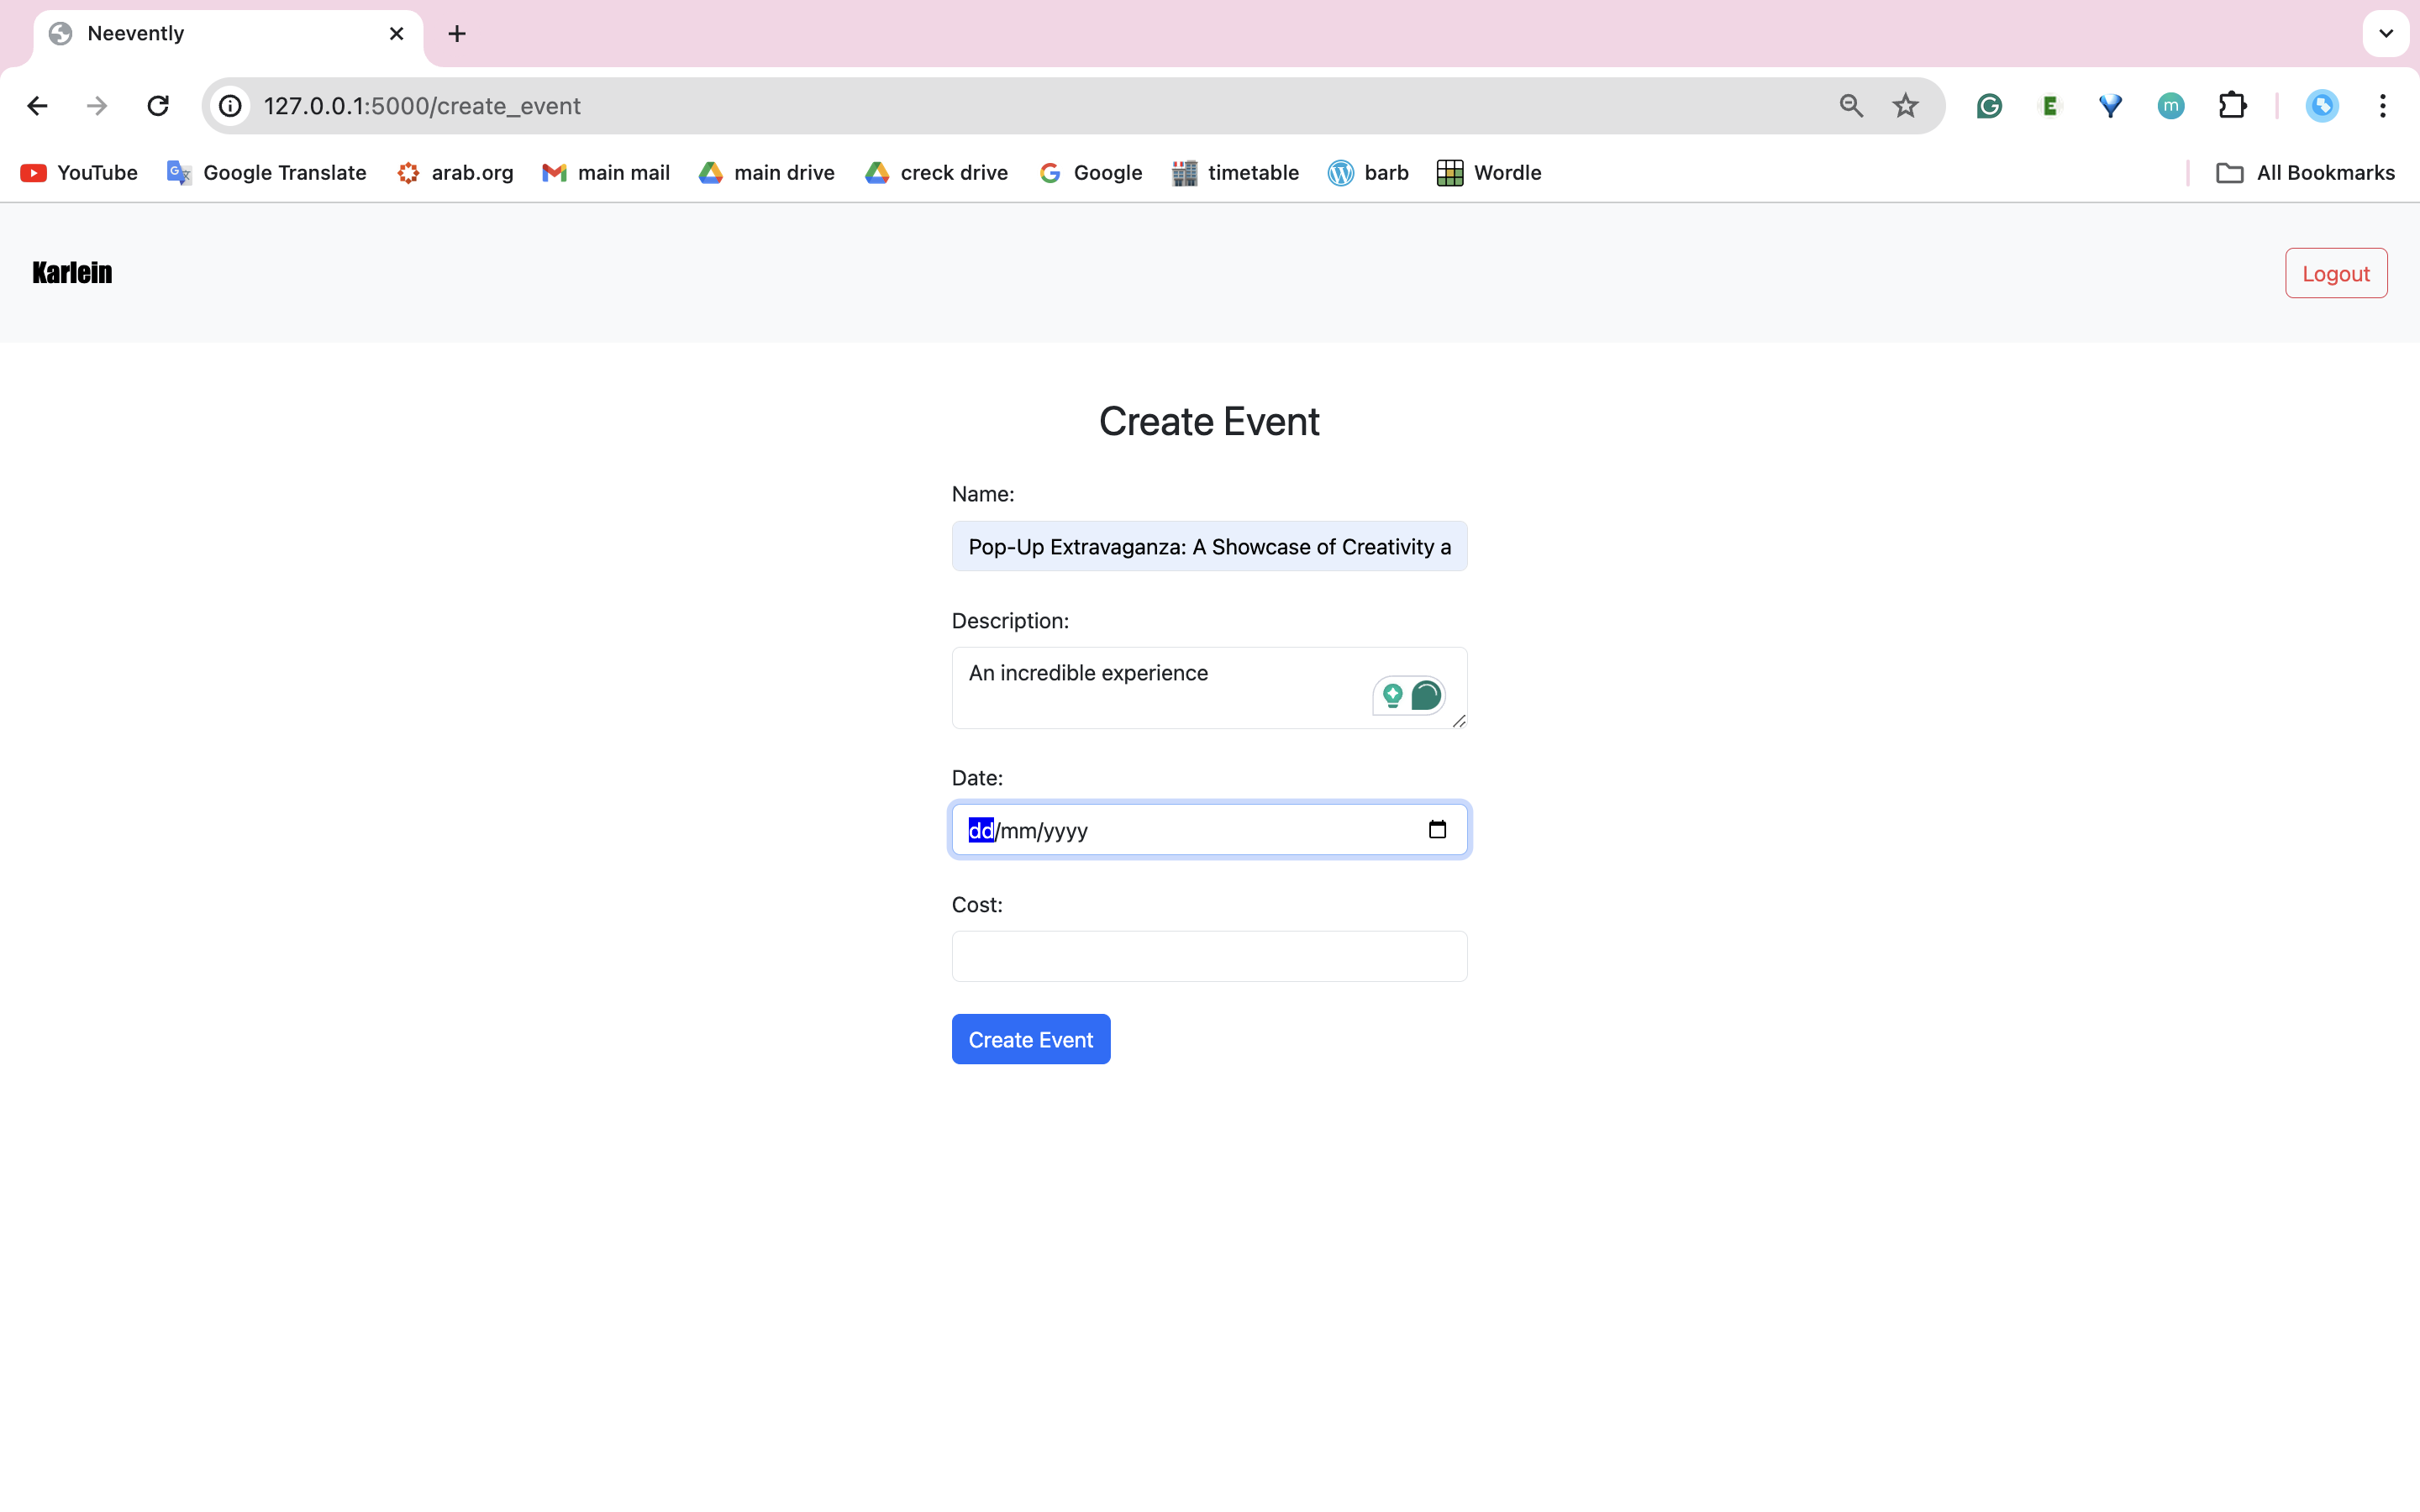 Neevently
127.0.0.1:5000/create_event
YouTube Google Translate arab.org main mail main drive creck drive Google timetable barb Wordle All Bookmarks
Karlein Logout
Create Event
Name:
Pop-Up Extravaganza: A Showcase of Creativity a
Description:
An incredible experience
Date:
dd/mm/yyyy
Cost:
Create Event